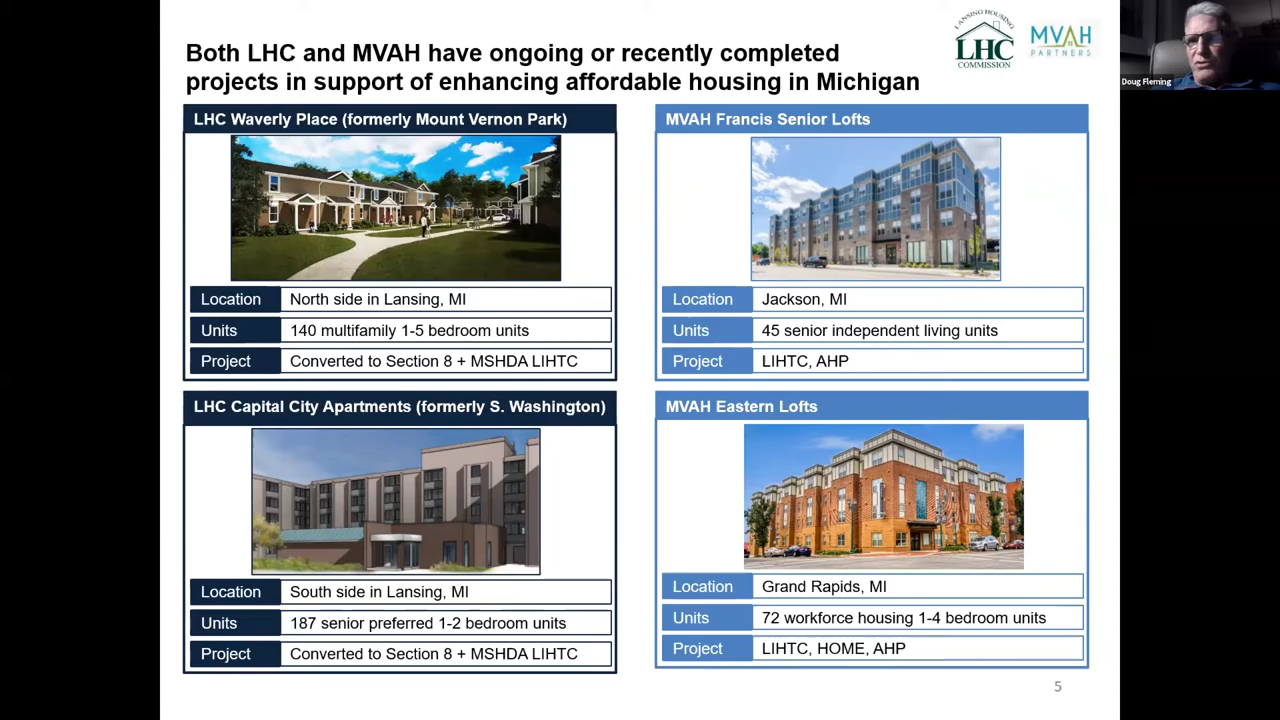 Both LHC and MVAH have ongoing or recently completed
projects in support of enhancing affordable housing in Michigan
LANSING HOUSING
LHC
COMMISSION
MVAH
PARTNERS
Doug Fleming
LHC Waverly Place (formerly Mount Vernon Park)
Location North side in Lansing, MI
Units 140 multifamily 1-5 bedroom units
Project Converted to Section 8 + MSHDA LIHTC
MVAH Francis Senior Lofts
Location Jackson, MI
Units 45 senior independent living units
Project LIHTC, AHP
LHC Capital City Apartments (formerly S. Washington)
Location South side in Lansing, MI
Units 187 senior preferred 1-2 bedroom units
Project Converted to Section 8 + MSHDA LIHTC
MVAH Eastern Lofts
Location Grand Rapids, MI
Units 72 workforce housing 1-4 bedroom units
Project LIHTC, HOME, AHP
5